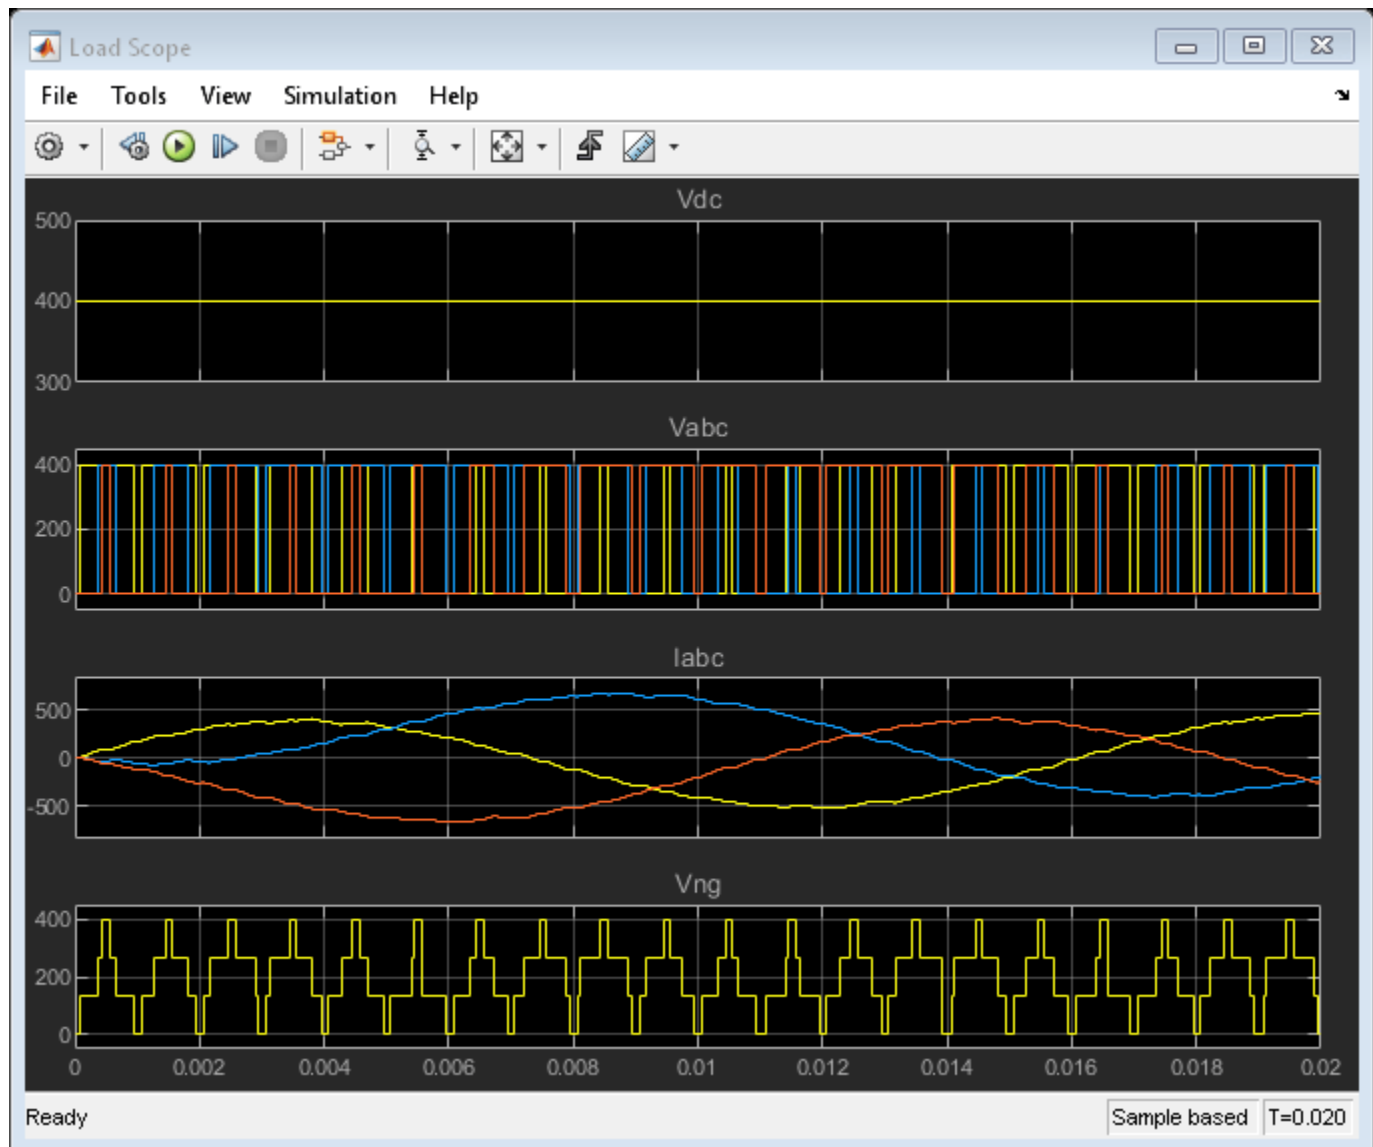 Load Scope
File Tools View Simulation Help
Vdc
500
400
300
Vabc
400
200
0
Iabc
500
0
-500
Vng
400
200
0
0 0.002 0.004 0.006 0.008 0.01 0.012 0.014 0.016 0.018 0.02
Ready Sample based T=0.020